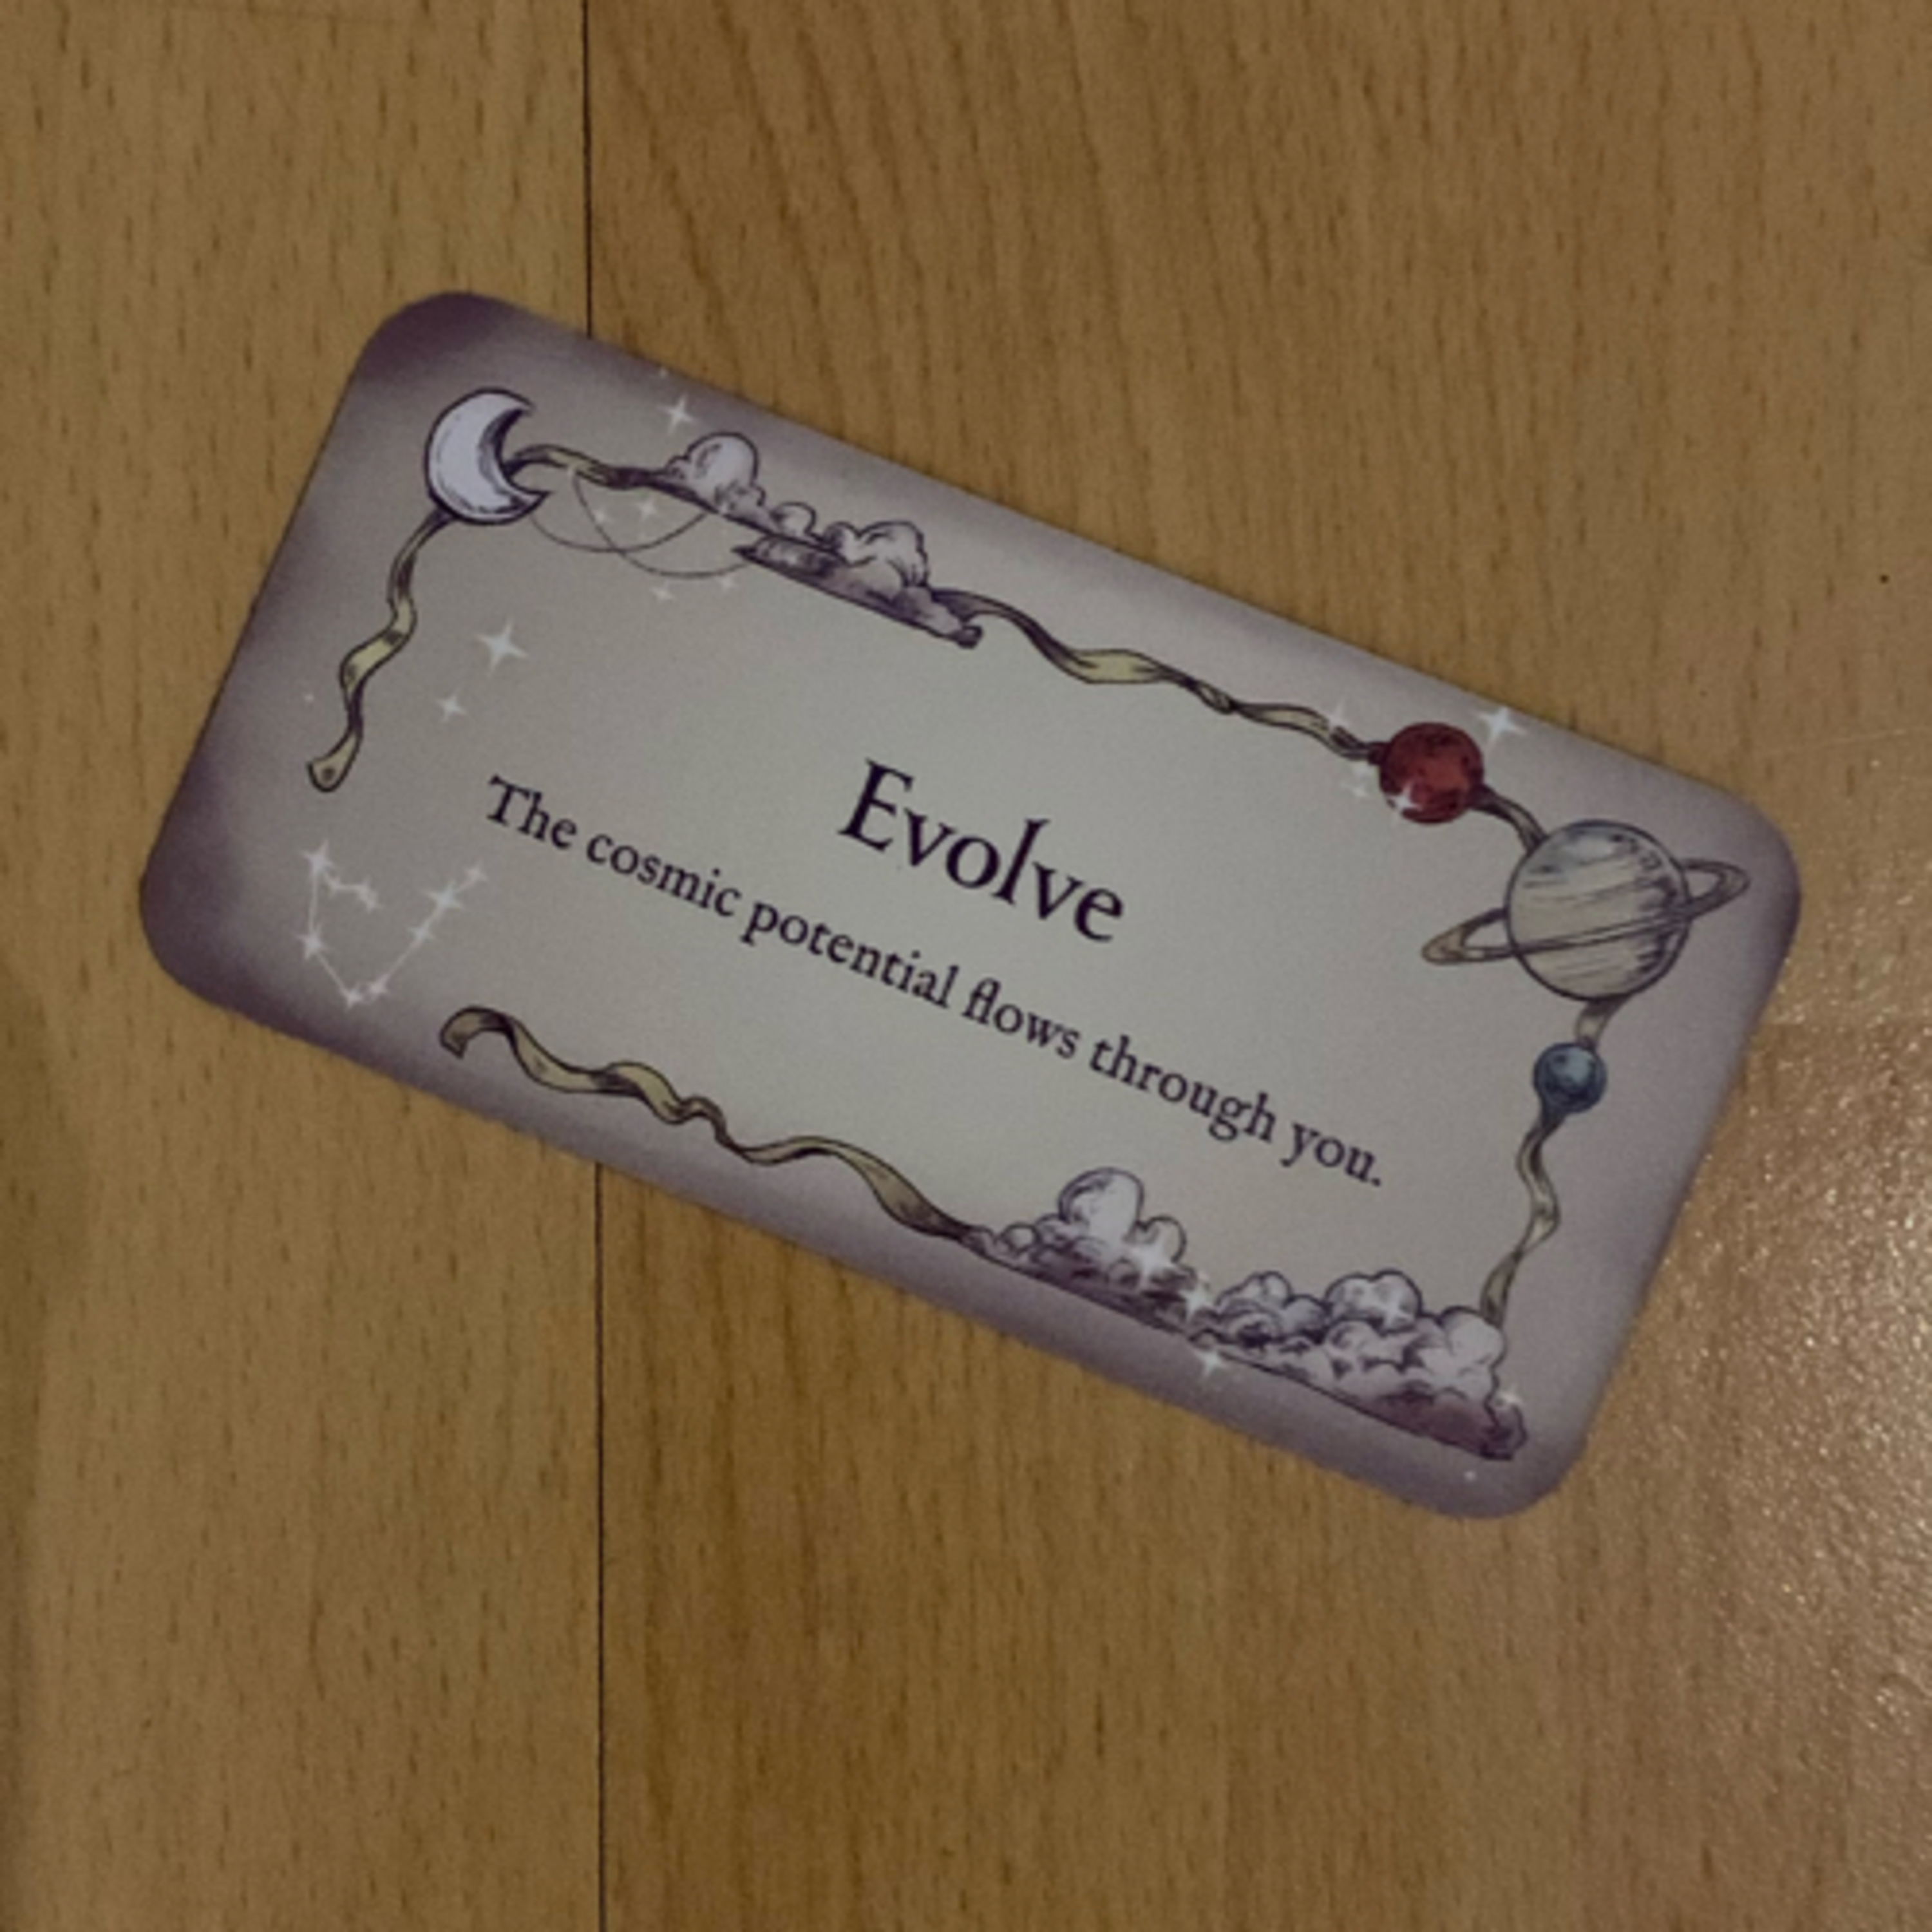 Evolve
The cosmic potential flows through you.